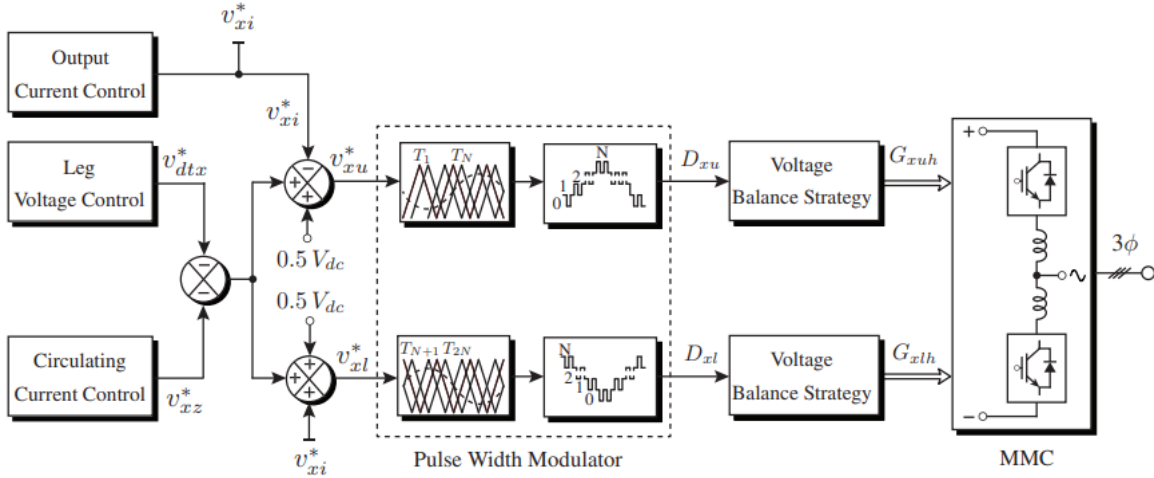 v*xi
Output
Current Control
v*xi
Leg
Voltage Control
v*dtx
v*xu
T1 TN
0 1 2 N
Dxu
Voltage
Balance Strategy
Gxuh
+
3ϕ
− −
+ − +
0.5 Vdc
0.5 Vdc
Circulating
Current Control
v*xz
+ + +
v*xl
TN+1 T2N
N 2 1 0
Dxl
Voltage
Balance Strategy
Gxlh
−
v*xi
Pulse Width Modulator
MMC